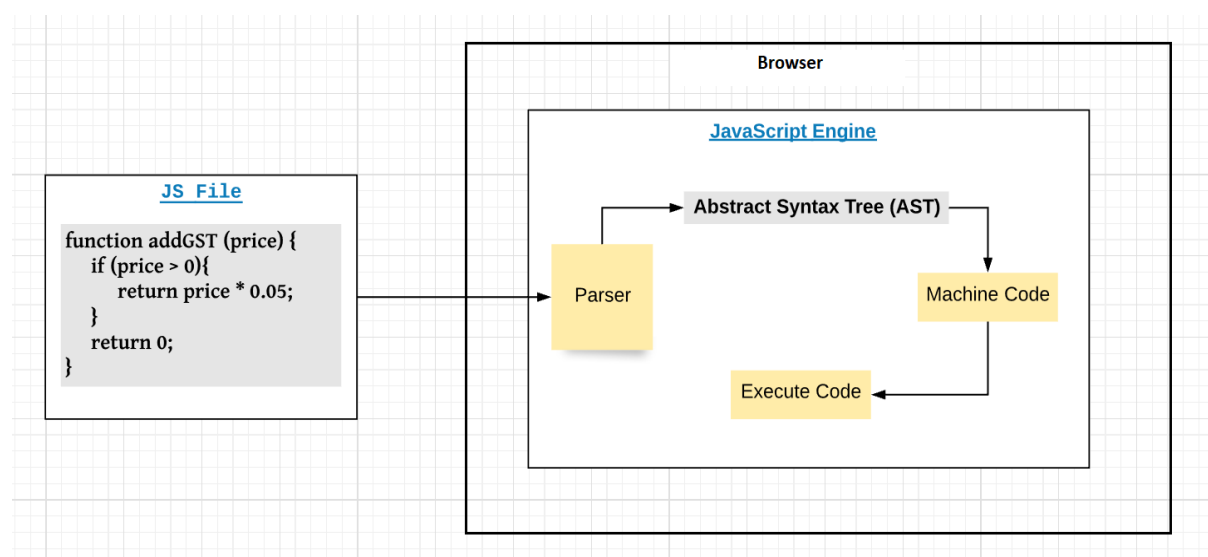 Browser
JavaScript Engine
JS File
function addGST (price) {
if (price > 0){
return price * 0.05;
}
return 0;
}
Parser
Abstract Syntax Tree (AST)
Machine Code
Execute Code